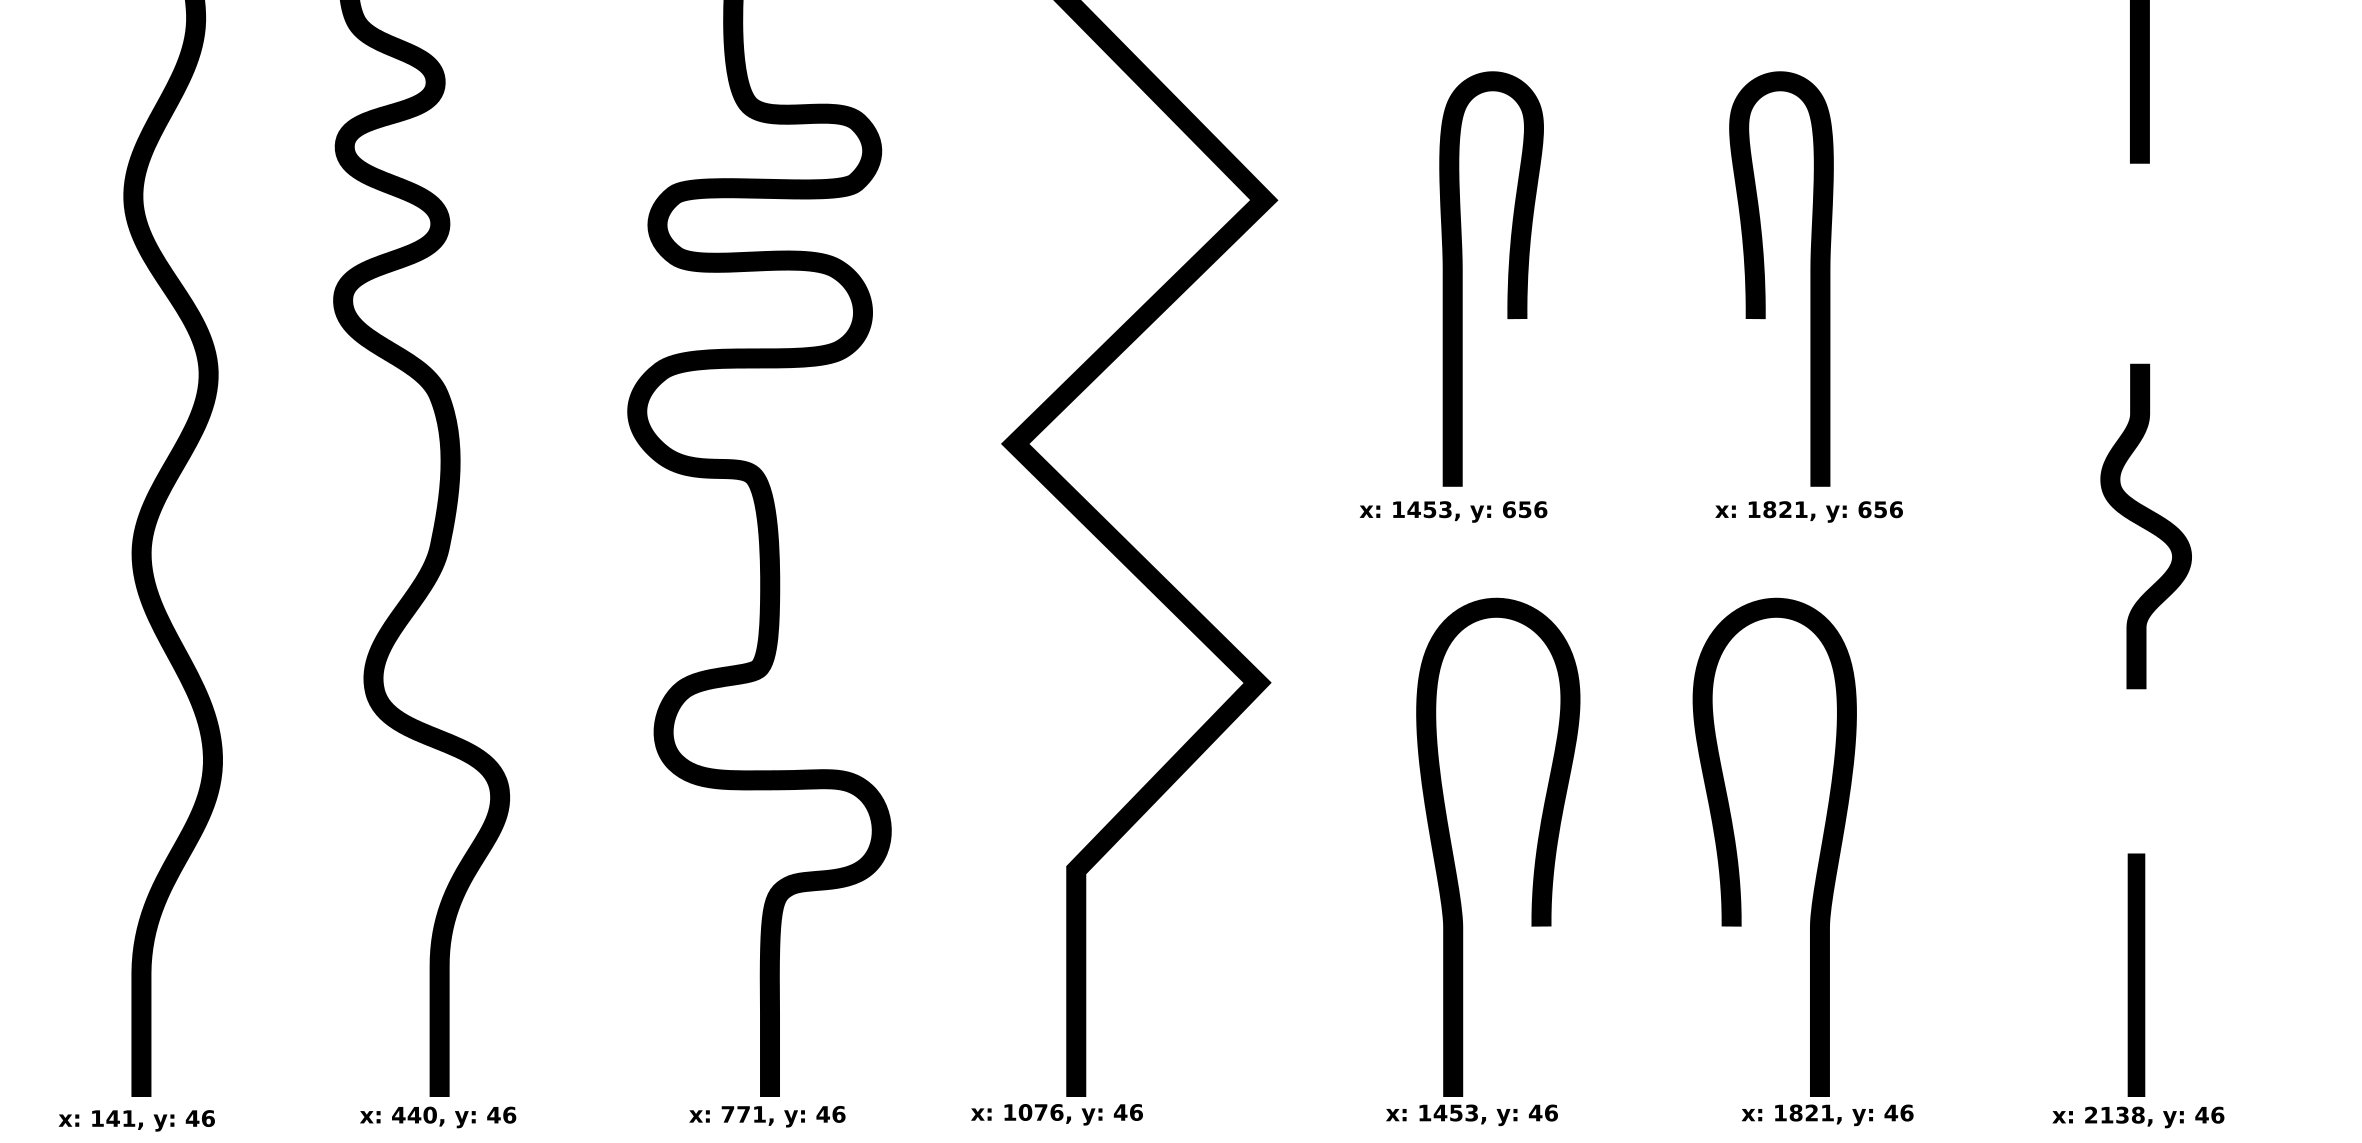 x: 1453, y: 656
x: 1821, y: 656
x: 141, y: 46
x: 440, y: 46
x: 771, y: 46
x: 1076, y: 46
x: 1453, y: 46
x: 1821, y: 46
x: 2138, y: 46